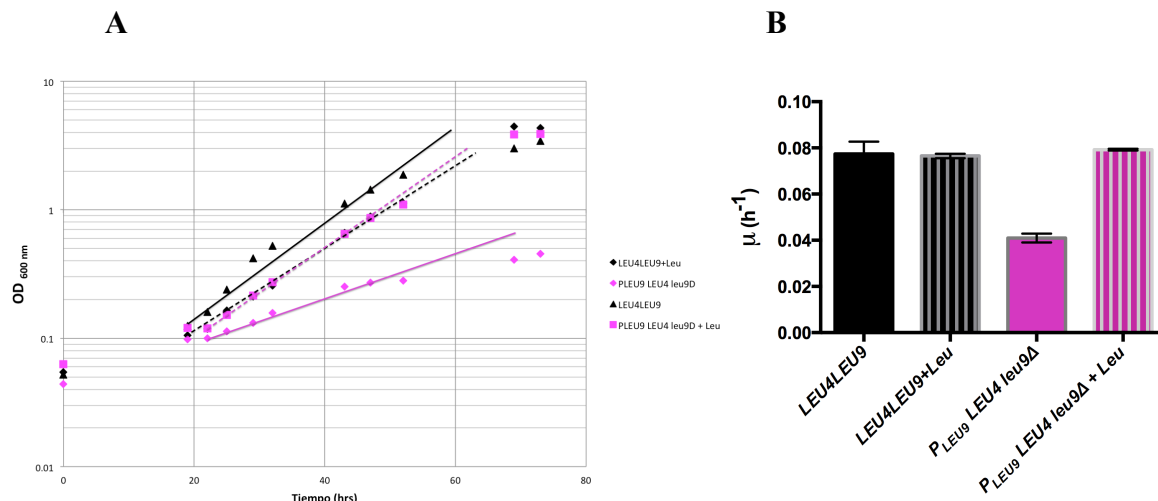 A
B
10
1
0.1
0.01
OD 600 nm
0
20
40
60
80
Tiempo (hrs)
LEU4LEU9+Leu
PLEU9 LEU4 leu9D
LEU4LEU9
PLEU9 LEU4 leu9D + Leu
0.10
0.08
0.06
0.04
0.02
0.00
μ (h-1)
LEU4LEU9
LEU4LEU9+Leu
PLEU9 LEU4 leu9Δ
PLEU9 LEU4 leu9Δ + Leu